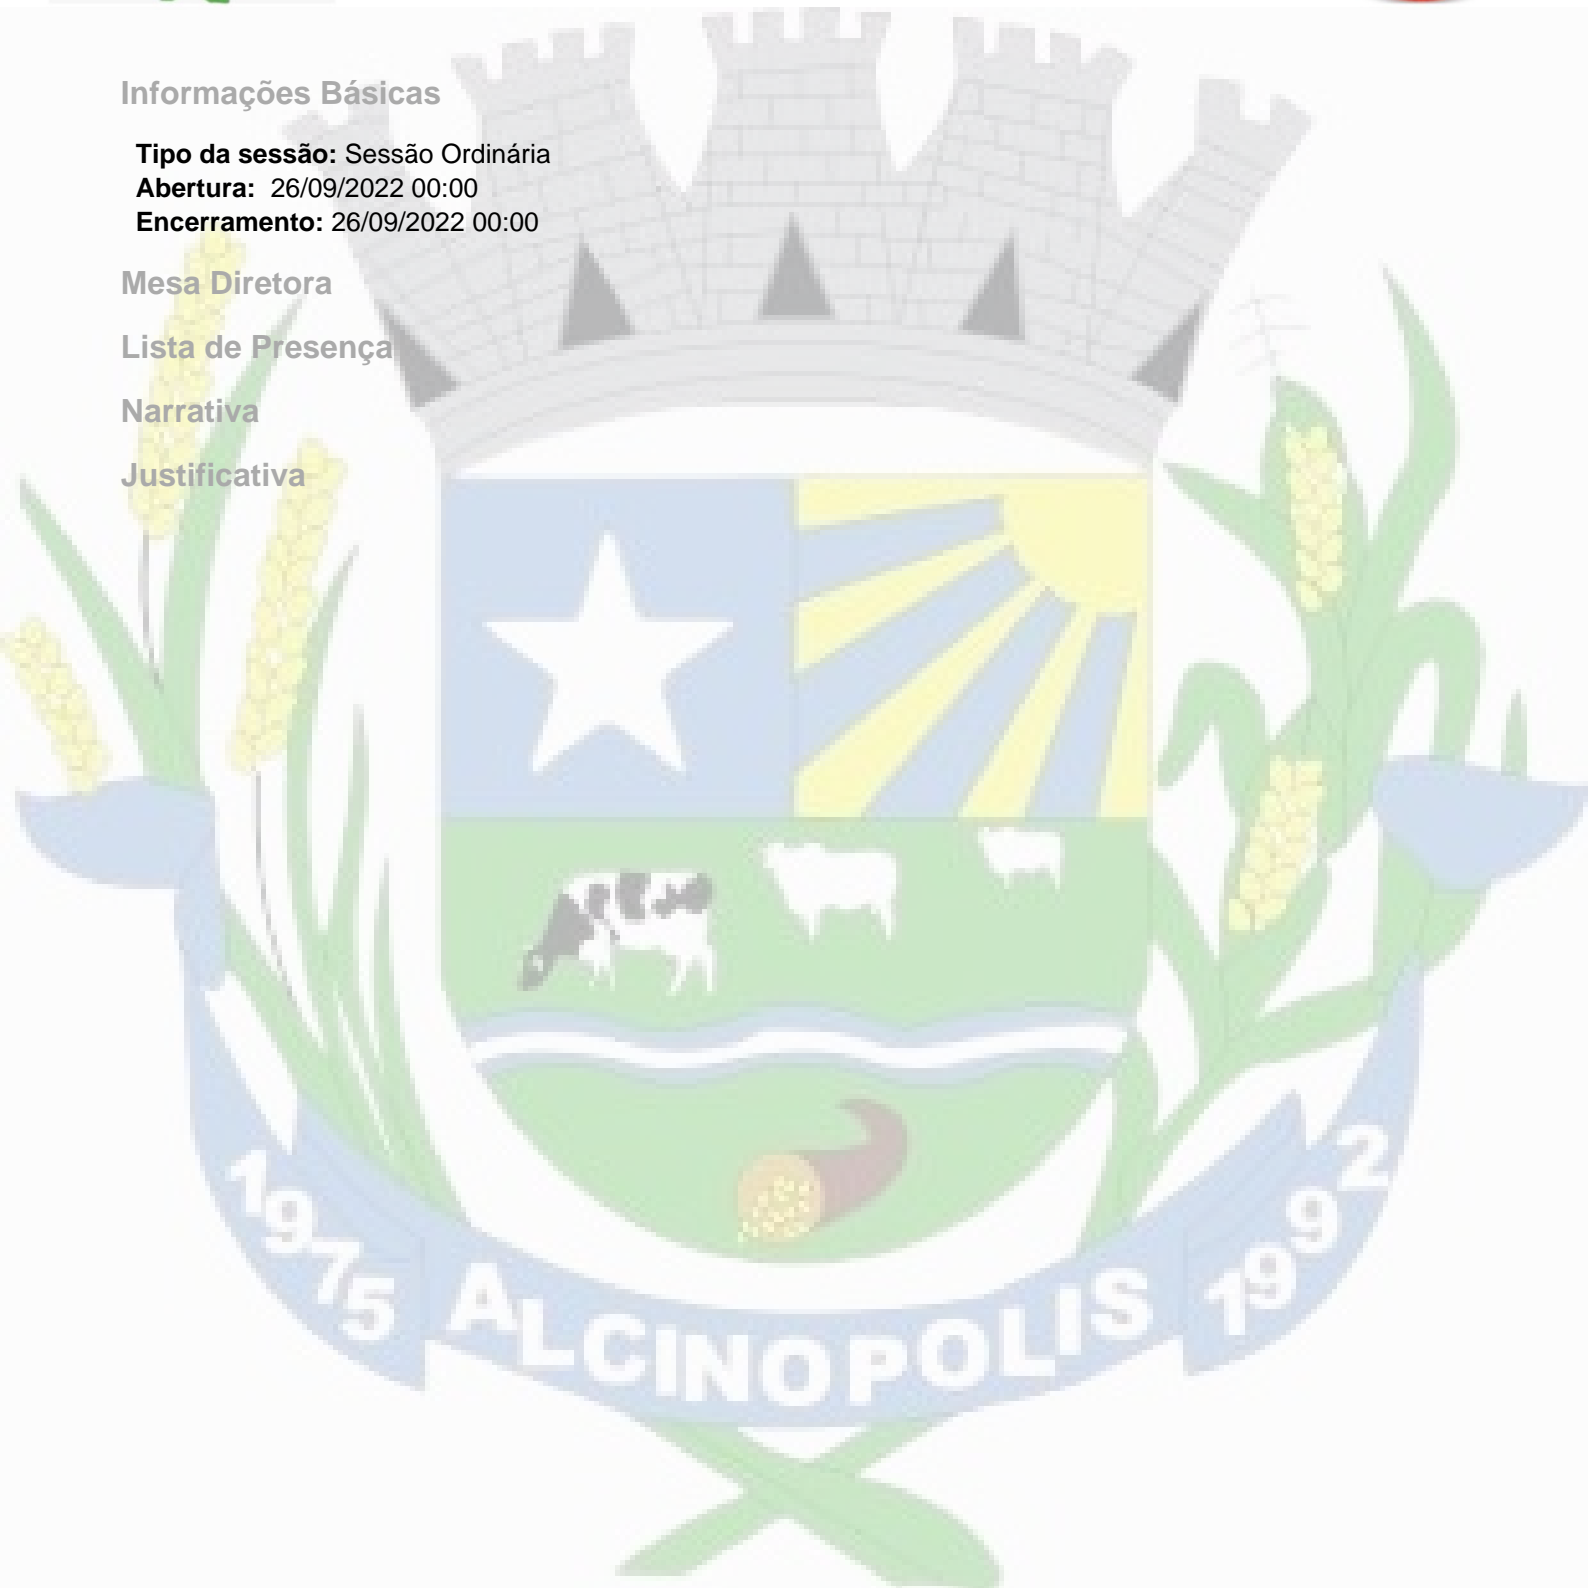 Informações Básicas
Tipo da sessão: Sessão Ordinária
Abertura: 26/09/2022 00:00
Encerramento: 26/09/2022 00:00
Mesa Diretora
Lista de Presença
Narrativa
Justificativa
1975 ALCINOPOLIS 1992